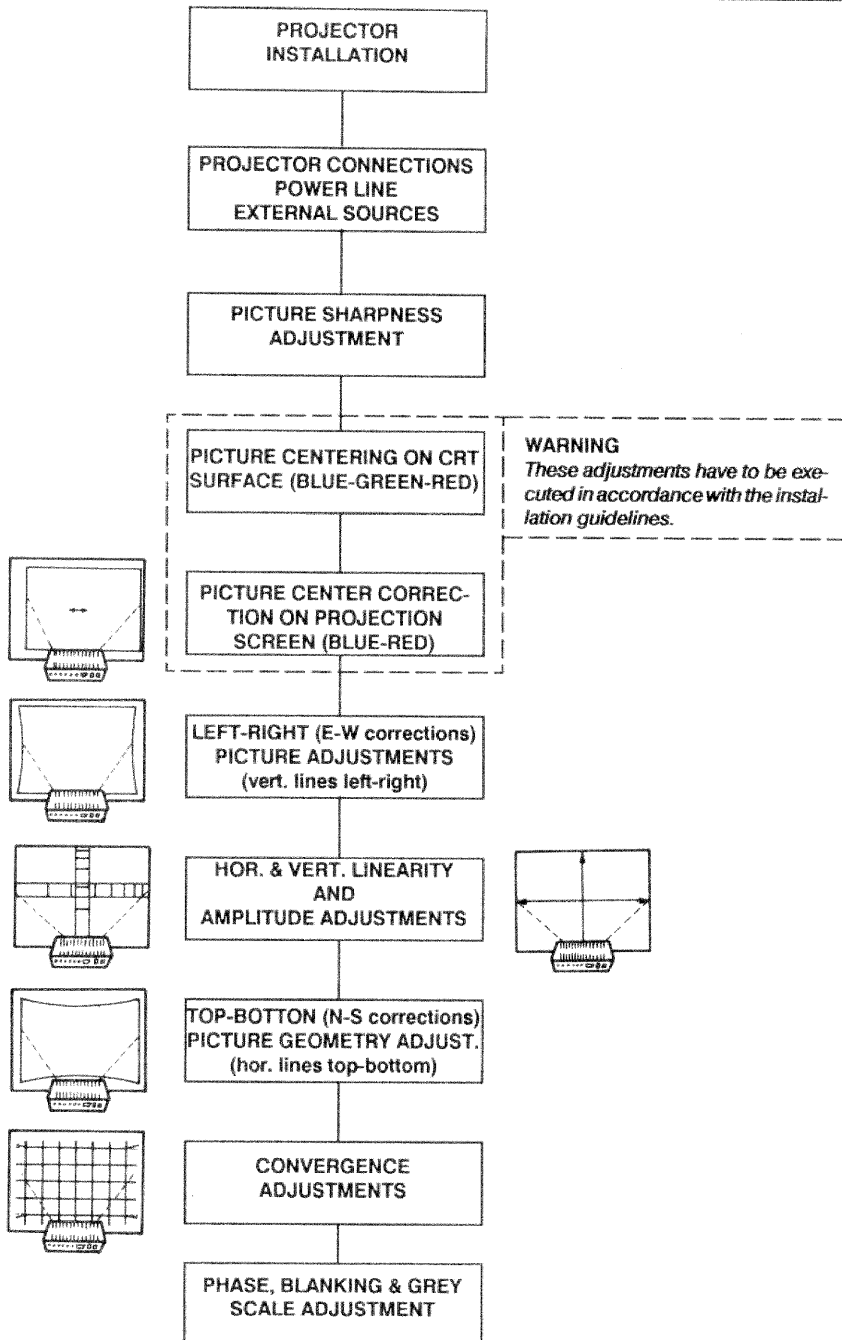 PROJECTOR
INSTALLATION
PROJECTOR CONNECTIONS
POWER LINE
EXTERNAL SOURCES
PICTURE SHARPNESS
ADJUSTMENT
PICTURE CENTERING ON CRT
SURFACE (BLUE-GREEN-RED)
WARNING
These adjustments have to be exe-
cuted in accordance with the instal-
lation guidelines.
PICTURE CENTER CORREC-
TION ON PROJECTION
SCREEN (BLUE-RED)
LEFT-RIGHT (E-W corrections)
PICTURE ADJUSTMENTS
(vert. lines left-right)
HOR. & VERT. LINEARITY
AND
AMPLITUDE ADJUSTMENTS
TOP-BOTTON (N-S corrections)
PICTURE GEOMETRY ADJUST.
(hor. lines top-bottom)
CONVERGENCE
ADJUSTMENTS
PHASE, BLANKING & GREY
SCALE ADJUSTMENT